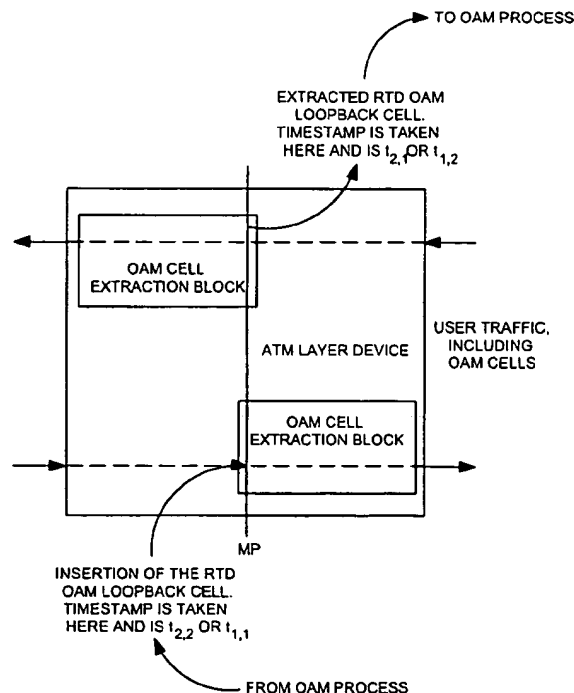 TO OAM PROCESS
EXTRACTED RTD OAM
LOOPBACK CELL.
TIMESTAMP IS TAKEN
HERE AND IS t2,1 OR t1,2
OAM CELL
EXTRACTION BLOCK
ATM LAYER DEVICE
USER TRAFFIC,
INCLUDING
OAM CELLS
OAM CELL
EXTRACTION BLOCK
MP
INSERTION OF THE RTD
OAM LOOPBACK CELL.
TIMESTAMP IS TAKEN
HERE AND IS t2,2 OR t1,1
FROM OAM PROCESS